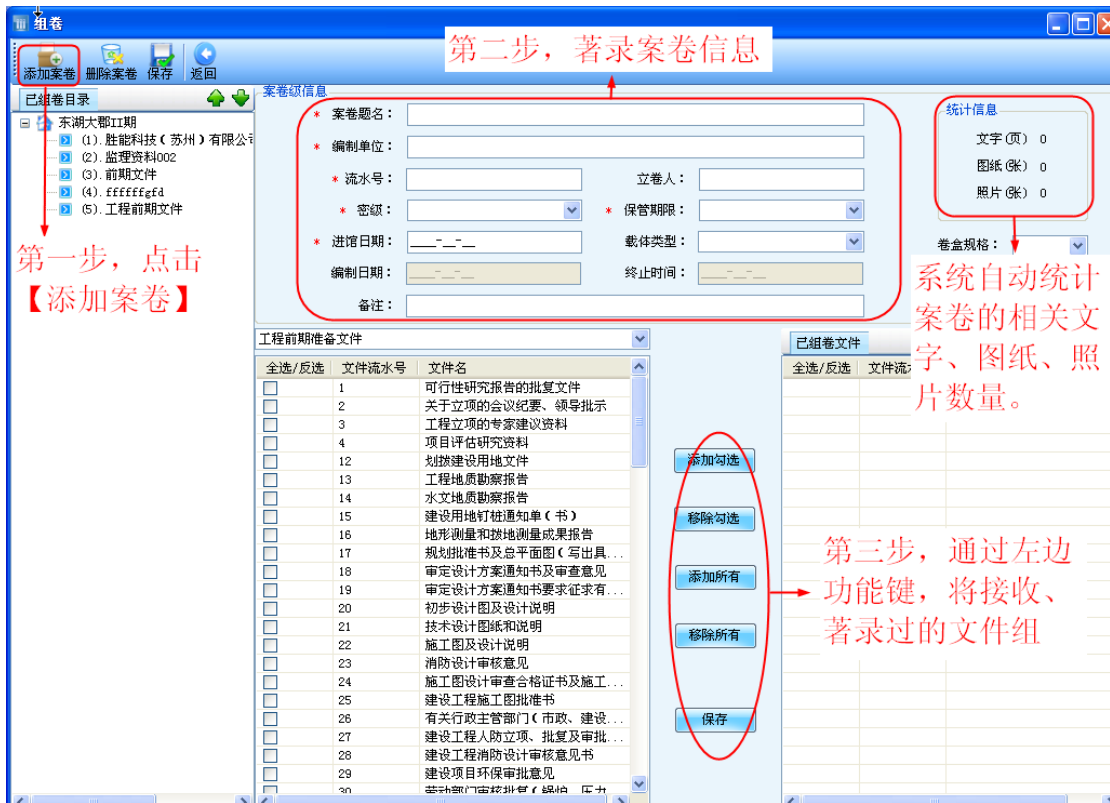 组卷
添加案卷 删除案卷 保存 返回
第二步，著录案卷信息
已组卷目录
东湖大郡II期
(1).胜能科技（苏州）有限公
(2).监理资料002
(3).前期文件
(4).ffffffgfd
(5).工程前期文件
第一步，点击
【添加案卷】
案卷级信息
* 案卷题名：
* 编制单位：
* 流水号： 立卷人：
* 密级： * 保管期限：
* 进馆日期： ____-__-__ 载体类型：
编制日期： ____-__-__ 终止时间： ____-__-__
备注：
统计信息
文字(页) 0
图纸(张) 0
照片(张) 0
卷盒规格：
系统自动统计
案卷的相关文
字、图纸、照
片数量。
工程前期准备文件
全选/反选 文件流水号 文件名
1 可行性研究报告的批复文件
2 关于立项的会议纪要、领导批示
3 工程立项的专家建议资料
4 项目评估研究资料
12 划拨建设用地文件
13 工程地质勘察报告
14 水文地质勘察报告
15 建设用地钉桩通知单（书）
16 地形测量和拨地测量成果报告
17 规划批准书及总平面图（写出具...
18 审定设计方案通知书及审查意见
19 审定设计方案通知书要求征求有...
20 初步设计图及设计说明
21 技术设计图纸和说明
22 施工图及设计说明
23 消防设计审核意见
24 施工图设计审查合格证书及施工...
25 建设工程施工图批准书
26 有关行政主管部门（市政、建设...
27 建设工程人防立项、批复及审批...
28 建设工程消防设计审核意见书
29 建设项目环保审批意见
30 劳动部门审核批复（锅炉、压力
添加勾选
移除勾选
添加所有
移除所有
保存
已组卷文件
全选/反选 文件流
第三步，通过左边
功能键，将接收、
著录过的文件组